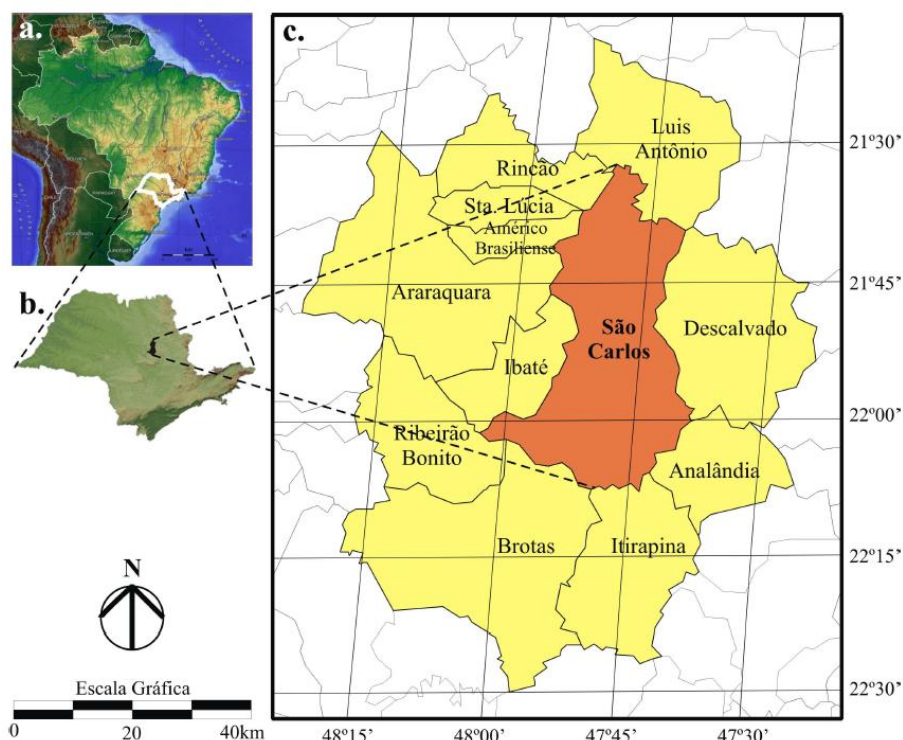 a.
b.
N
Escala Gráfica
0
20
40km
c.
Luis
Antônio
Rincão
Sta. Lúcia
Américo
Brasiliense
Araraquara
São
Carlos
Descalvado
Ibaté
Ribeirão
Bonito
Analândia
Brotas
Itirapina
21º30'
21º45'
22º00'
22º15'
22º30'
48º15'
48º00'
47º45'
47º30'